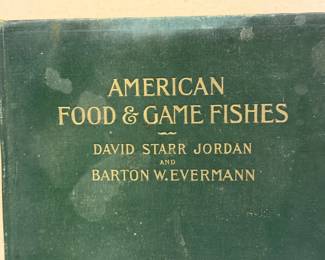 AMERICAN
FOOD & GAME FISHES
DAVID STARR JORDAN
AND
BARTON W. EVERMANN